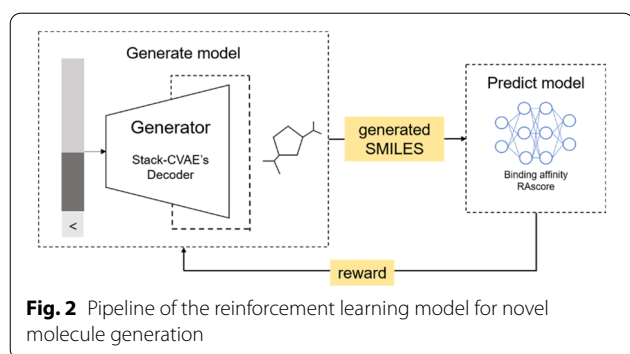 Generate model
Generator
Stack-CVAE's
Decoder
<
generated
SMILES
Predict model
Binding affinity
RAscore
reward
Fig. 2 Pipeline of the reinforcement learning model for novel
molecule generation